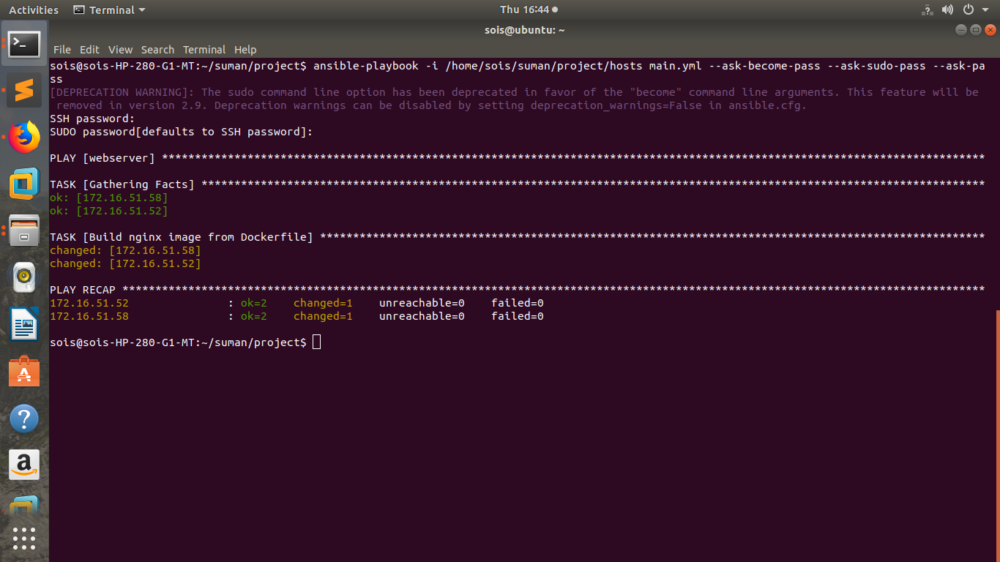 Activities Terminal Thu 16:44
sois@ubuntu: ~
File Edit View Search Terminal Help
sois@sois-HP-280-G1-MT:~/suman/project$ ansible-playbook -i /home/sois/suman/project/hosts main.yml --ask-become-pass --ask-sudo-pass --ask-pa
ss
[DEPRECATION WARNING]: The sudo command line option has been deprecated in favor of the "become" command line arguments. This feature will be
removed in version 2.9. Deprecation warnings can be disabled by setting deprecation_warnings=False in ansible.cfg.
SSH password:
SUDO password[defaults to SSH password]:
PLAY [webserver] *****************************************************************************************************************************
TASK [Gathering Facts] ***********************************************************************************************************************
ok: [172.16.51.58]
ok: [172.16.51.52]
TASK [Build nginx image from Dockerfile] *****************************************************************************************************
changed: [172.16.51.58]
changed: [172.16.51.52]
PLAY RECAP ***********************************************************************************************************************************
172.16.51.52 : ok=2 changed=1 unreachable=0 failed=0
172.16.51.58 : ok=2 changed=1 unreachable=0 failed=0
sois@sois-HP-280-G1-MT:~/suman/project$